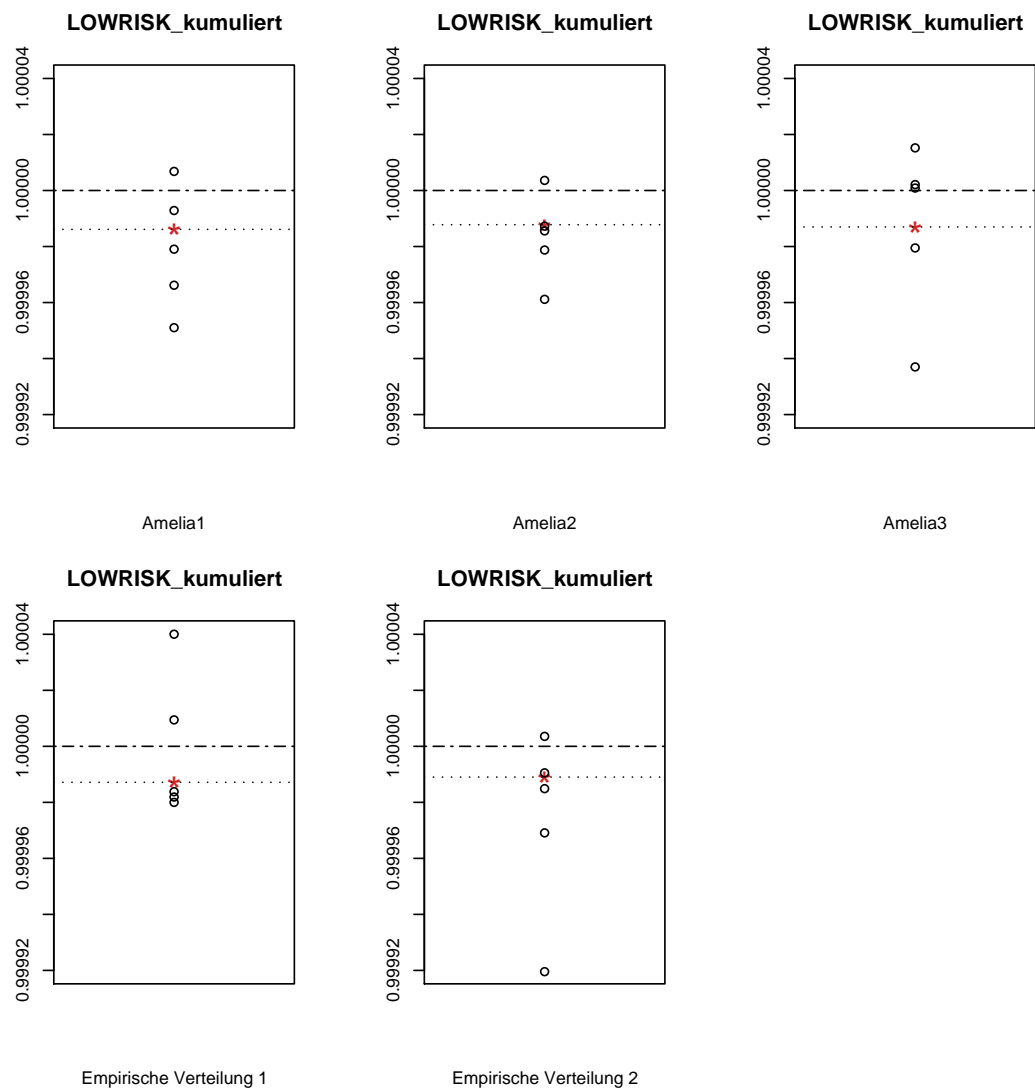 LOWRISK_kumuliert
1.00004
1.00000
0.99996
0.99992
Amelia1
LOWRISK_kumuliert
1.00004
1.00000
0.99996
0.99992
Amelia2
LOWRISK_kumuliert
1.00004
1.00000
0.99996
0.99992
Amelia3
LOWRISK_kumuliert
1.00004
1.00000
0.99996
0.99992
Empirische Verteilung 1
LOWRISK_kumuliert
1.00004
1.00000
0.99996
0.99992
Empirische Verteilung 2